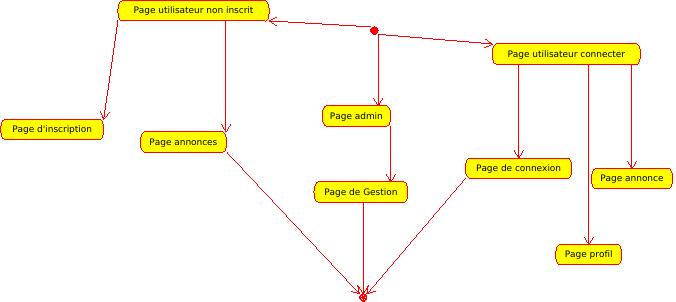 Page utilisateur non inscrit
Page utilisateur connecter
Page admin
Page d'inscription
Page annonces
Page de connexion
Page annonce
Page de Gestion
Page profil